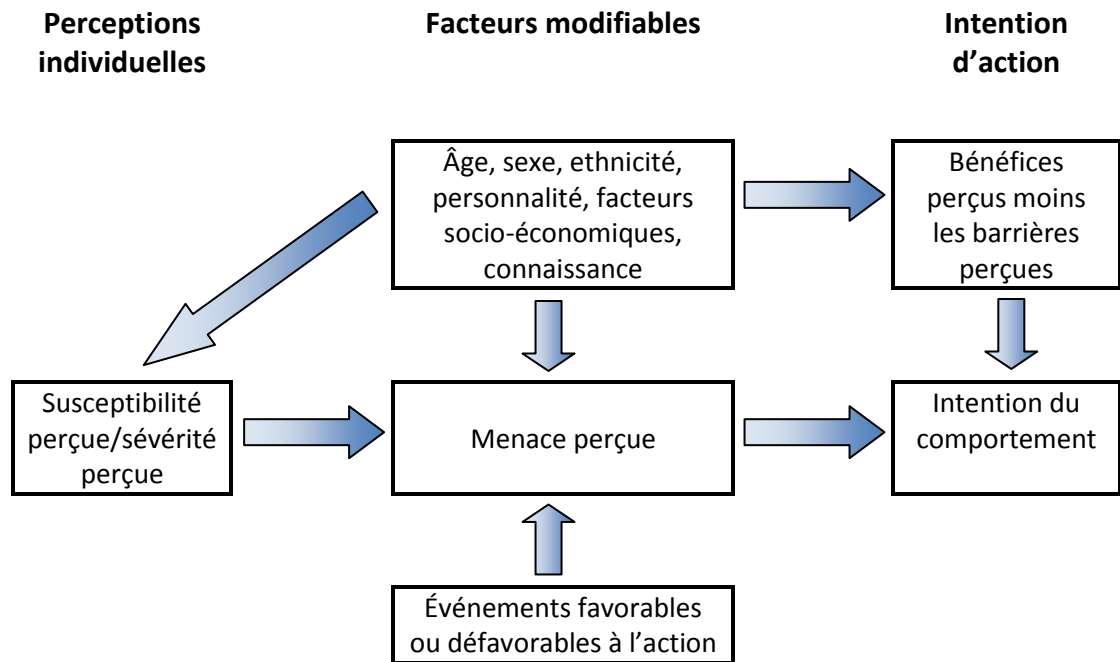 Perceptions
individuelles
Facteurs modifiables
Intention
d’action
Âge, sexe, ethnicité,
personnalité, facteurs
socio-économiques,
connaissance
Bénéfices
perçus moins
les barrières
perçues
Susceptibilité
perçue/sévérité
perçue
Menace perçue
Intention du
comportement
Événements favorables
ou défavorables à l’action